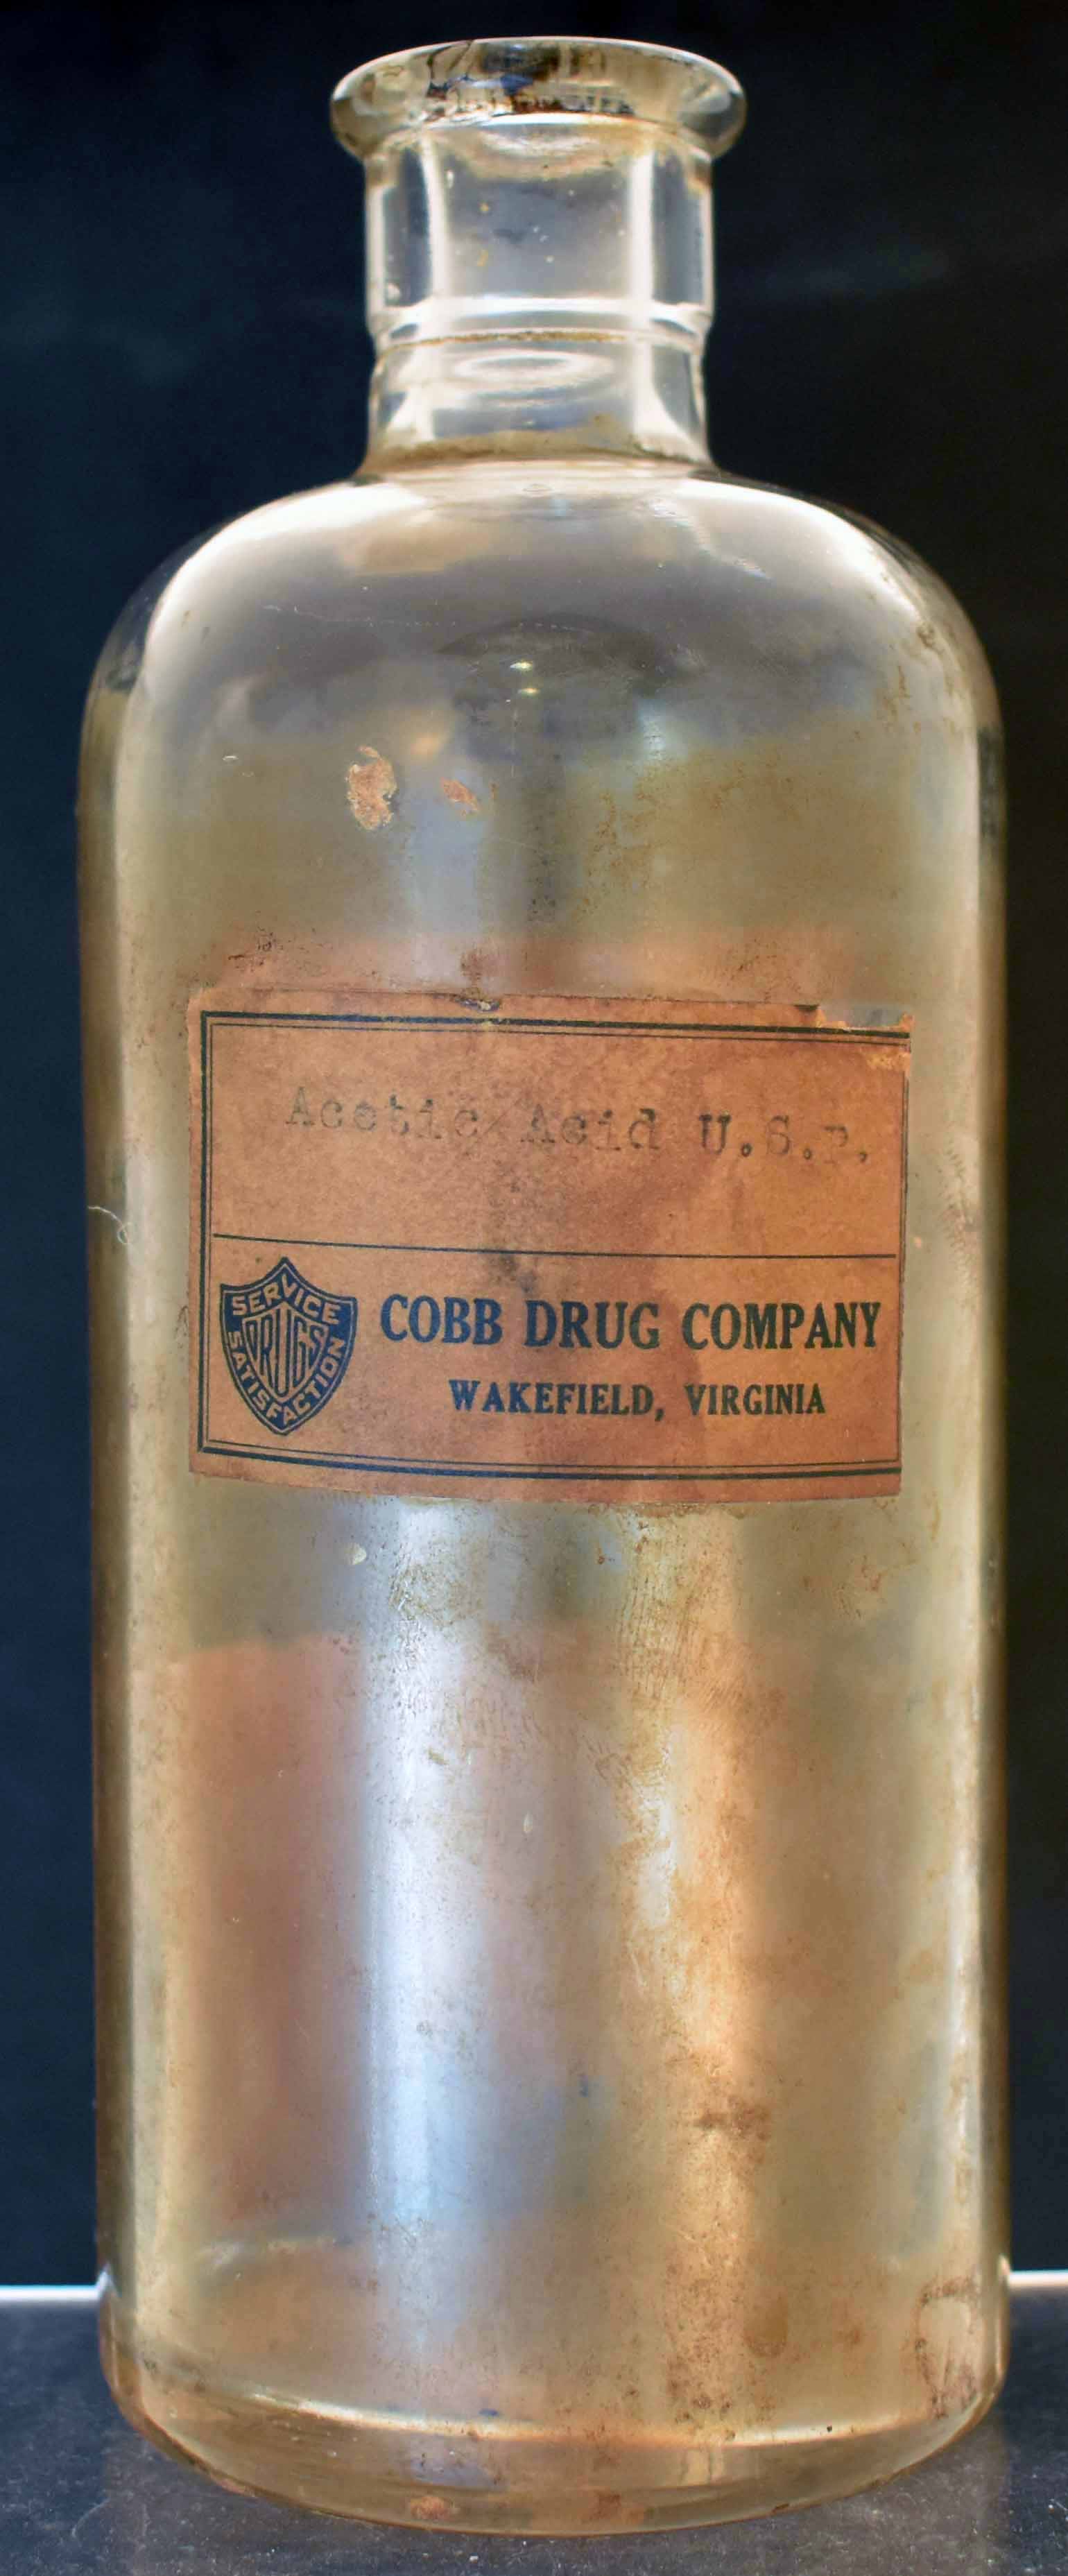 Acetic Acid U.S.P.
SERVICE
DRUGS
SATISFACTION
COBB DRUG COMPANY
WAKEFIELD, VIRGINIA